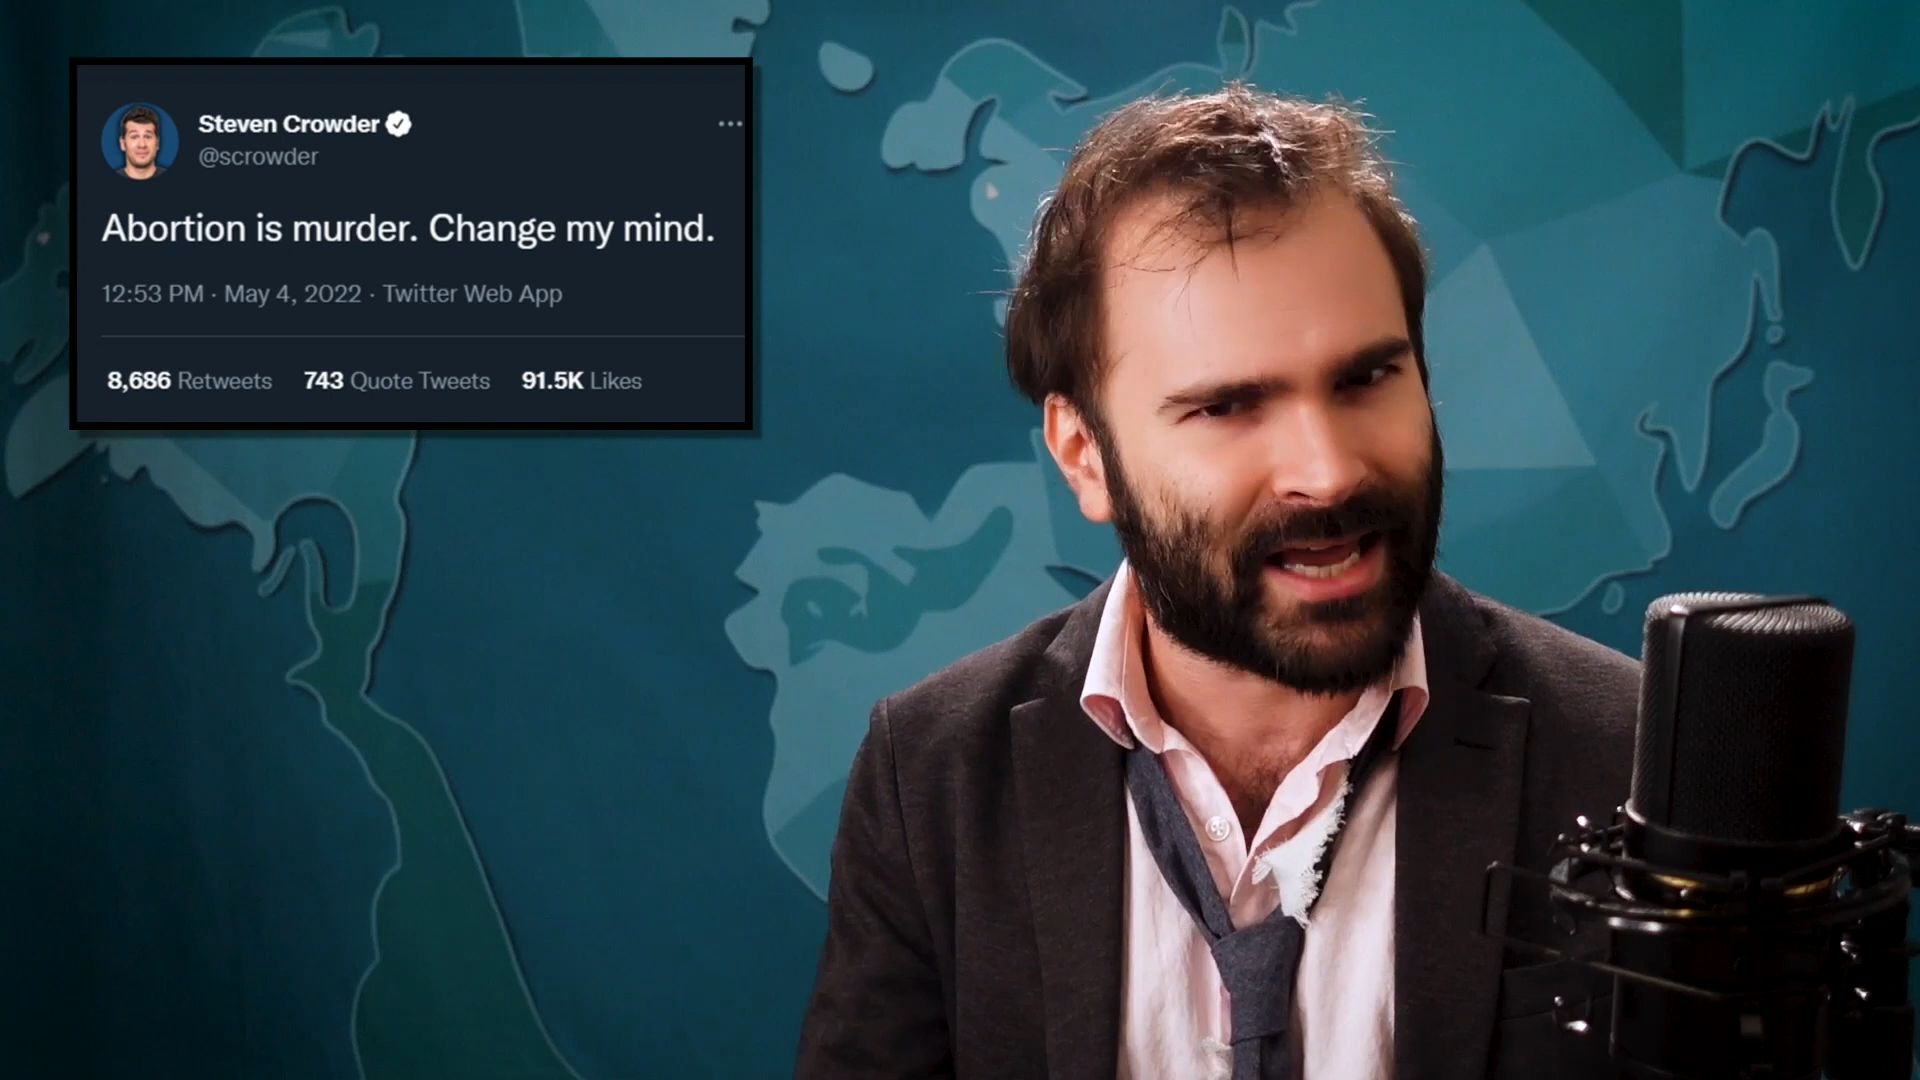 Steven Crowder
@scrowder
Abortion is murder. Change my mind.
12:53 PM · May 4, 2022 · Twitter Web App
8,686 Retweets 743 Quote Tweets 91.5K Likes